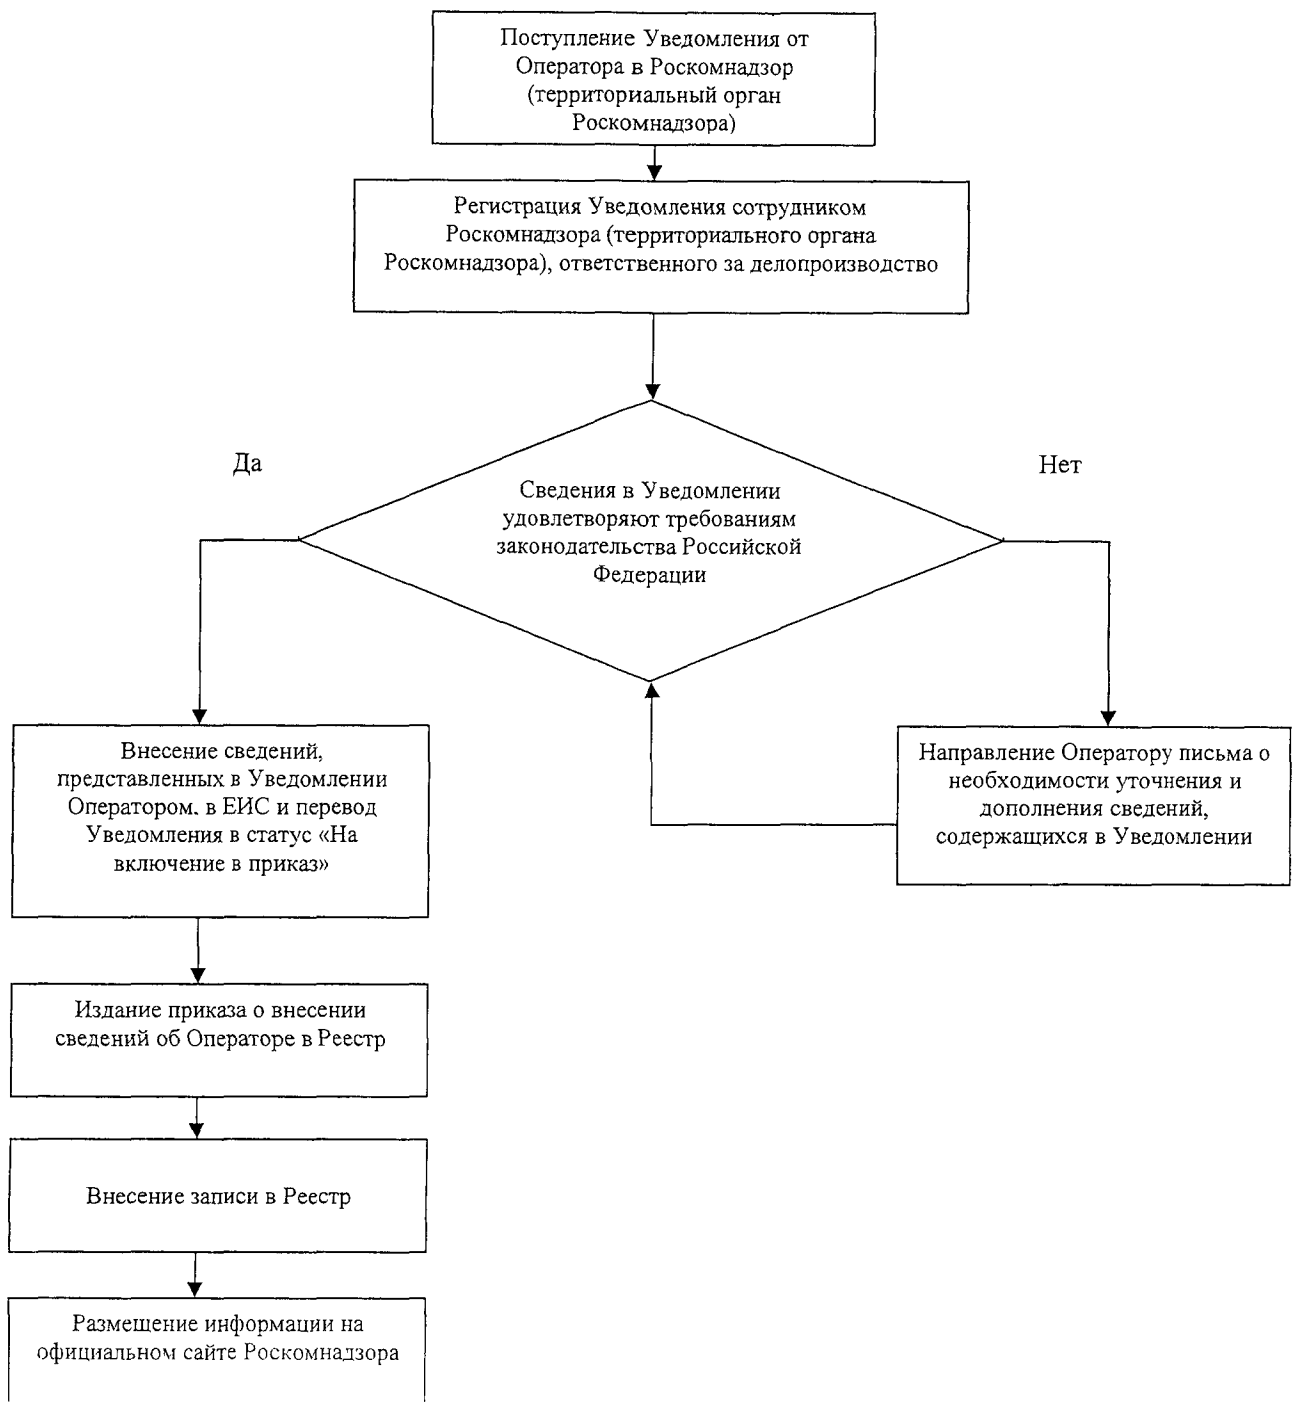 Поступление Уведомления от
Оператора в Роскомнадзор
(территориальный орган
Роскомнадзора)
Регистрация Уведомления сотрудником
Роскомнадзора (территориального органа
Роскомнадзора), ответственного за делопроизводство
Да
Нет
Сведения в Уведомлении
удовлетворяют требованиям
законодательства Российской
Федерации
Внесение сведений,
представленных в Уведомлении
Оператором, в ЕИС и перевод
Уведомления в статус «На
включение в приказ»
Направление Оператору письма о
необходимости уточнения и
дополнения сведений,
содержащихся в Уведомлении
Издание приказа о внесении
сведений об Операторе в Реестр
Внесение записи в Реестр
Размещение информации на
официальном сайте Роскомнадзора